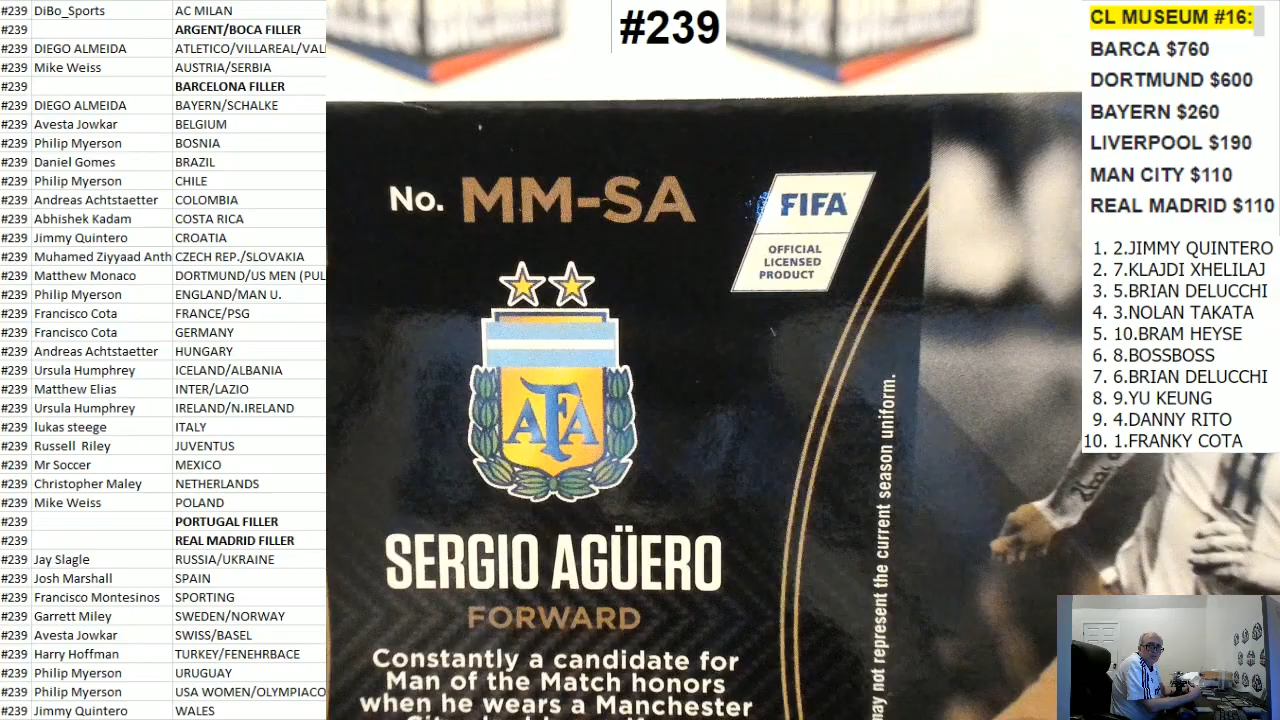 #239 DiBo_Sports AC MILAN
#239 ARGENT/BOCA FILLER
#239 DIEGO ALMEIDA ATLETICO/VILLAREAL/VAL
#239 Mike Weiss AUSTRIA/SERBIA
#239 BARCELONA FILLER
#239 DIEGO ALMEIDA BAYERN/SCHALKE
#239 Avesta Jowkar BELGIUM
#239 Philip Myerson BOSNIA
#239 Daniel Gomes BRAZIL
#239 Philip Myerson CHILE
#239 Andreas Achtstaetter COLOMBIA
#239 Abhishek Kadam COSTA RICA
#239 Jimmy Quintero CROATIA
#239 Muhamed Ziyyaad Anth CZECH REP./SLOVAKIA
#239 Matthew Monaco DORTMUND/US MEN (PUL
#239 Philip Myerson ENGLAND/MAN U.
#239 Francisco Cota FRANCE/PSG
#239 Francisco Cota GERMANY
#239 Andreas Achtstaetter HUNGARY
#239 Ursula Humphrey ICELAND/ALBANIA
#239 Matthew Elias INTER/LAZIO
#239 Ursula Humphrey IRELAND/N.IRELAND
#239 lukas steege ITALY
#239 Russell Riley JUVENTUS
#239 Mr Soccer MEXICO
#239 Christopher Maley NETHERLANDS
#239 Mike Weiss POLAND
#239 PORTUGAL FILLER
#239 REAL MADRID FILLER
#239 Jay Slagle RUSSIA/UKRAINE
#239 Josh Marshall SPAIN
#239 Francisco Montesinos SPORTING
#239 Garrett Miley SWEDEN/NORWAY
#239 Avesta Jowkar SWISS/BASEL
#239 Harry Hoffman TURKEY/FENEHRBACE
#239 Philip Myerson URUGUAY
#239 Philip Myerson USA WOMEN/OLYMPIACO
#239 Jimmy Quintero WALES
#239
No. MM-SA
FIFA
OFFICIAL
LICENSED
PRODUCT
AFA
SERGIO AGÜERO
FORWARD
Constantly a candidate for
Man of the Match honors
when he wears a Manchester
may not represent the current season uniform.
CL MUSEUM #16:
BARCA $760
DORTMUND $600
BAYERN $260
LIVERPOOL $190
MAN CITY $110
REAL MADRID $110
1. 2.JIMMY QUINTERO
2. 7.KLAJDI XHELILAJ
3. 5.BRIAN DELUCCHI
4. 3.NOLAN TAKATA
5. 10.BRAM HEYSE
6. 8.BOSSBOSS
7. 6.BRIAN DELUCCHI
8. 9.YU KEUNG
9. 4.DANNY RITO
10. 1.FRANKY COTA